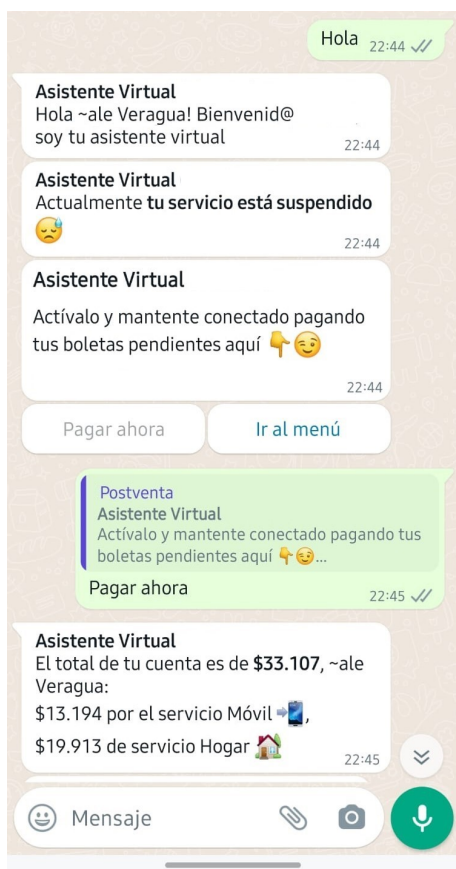 Hola 22:44
Asistente Virtual
Hola ~ale Veragua! Bienvenid@
soy tu asistente virtual
22:44
Asistente Virtual
Actualmente tu servicio está suspendido
😓
22:44
Asistente Virtual
Actívalo y mantente conectado pagando
tus boletas pendientes aquí 👇😉
22:44
Pagar ahora
Ir al menú
Postventa
Asistente Virtual
Actívalo y mantente conectado pagando tus
boletas pendientes aquí 👇😉...
Pagar ahora
22:45
Asistente Virtual
El total de tu cuenta es de $33.107, ~ale
Veragua:
$13.194 por el servicio Móvil 📲,
$19.913 de servicio Hogar 🏡
22:45
Mensaje